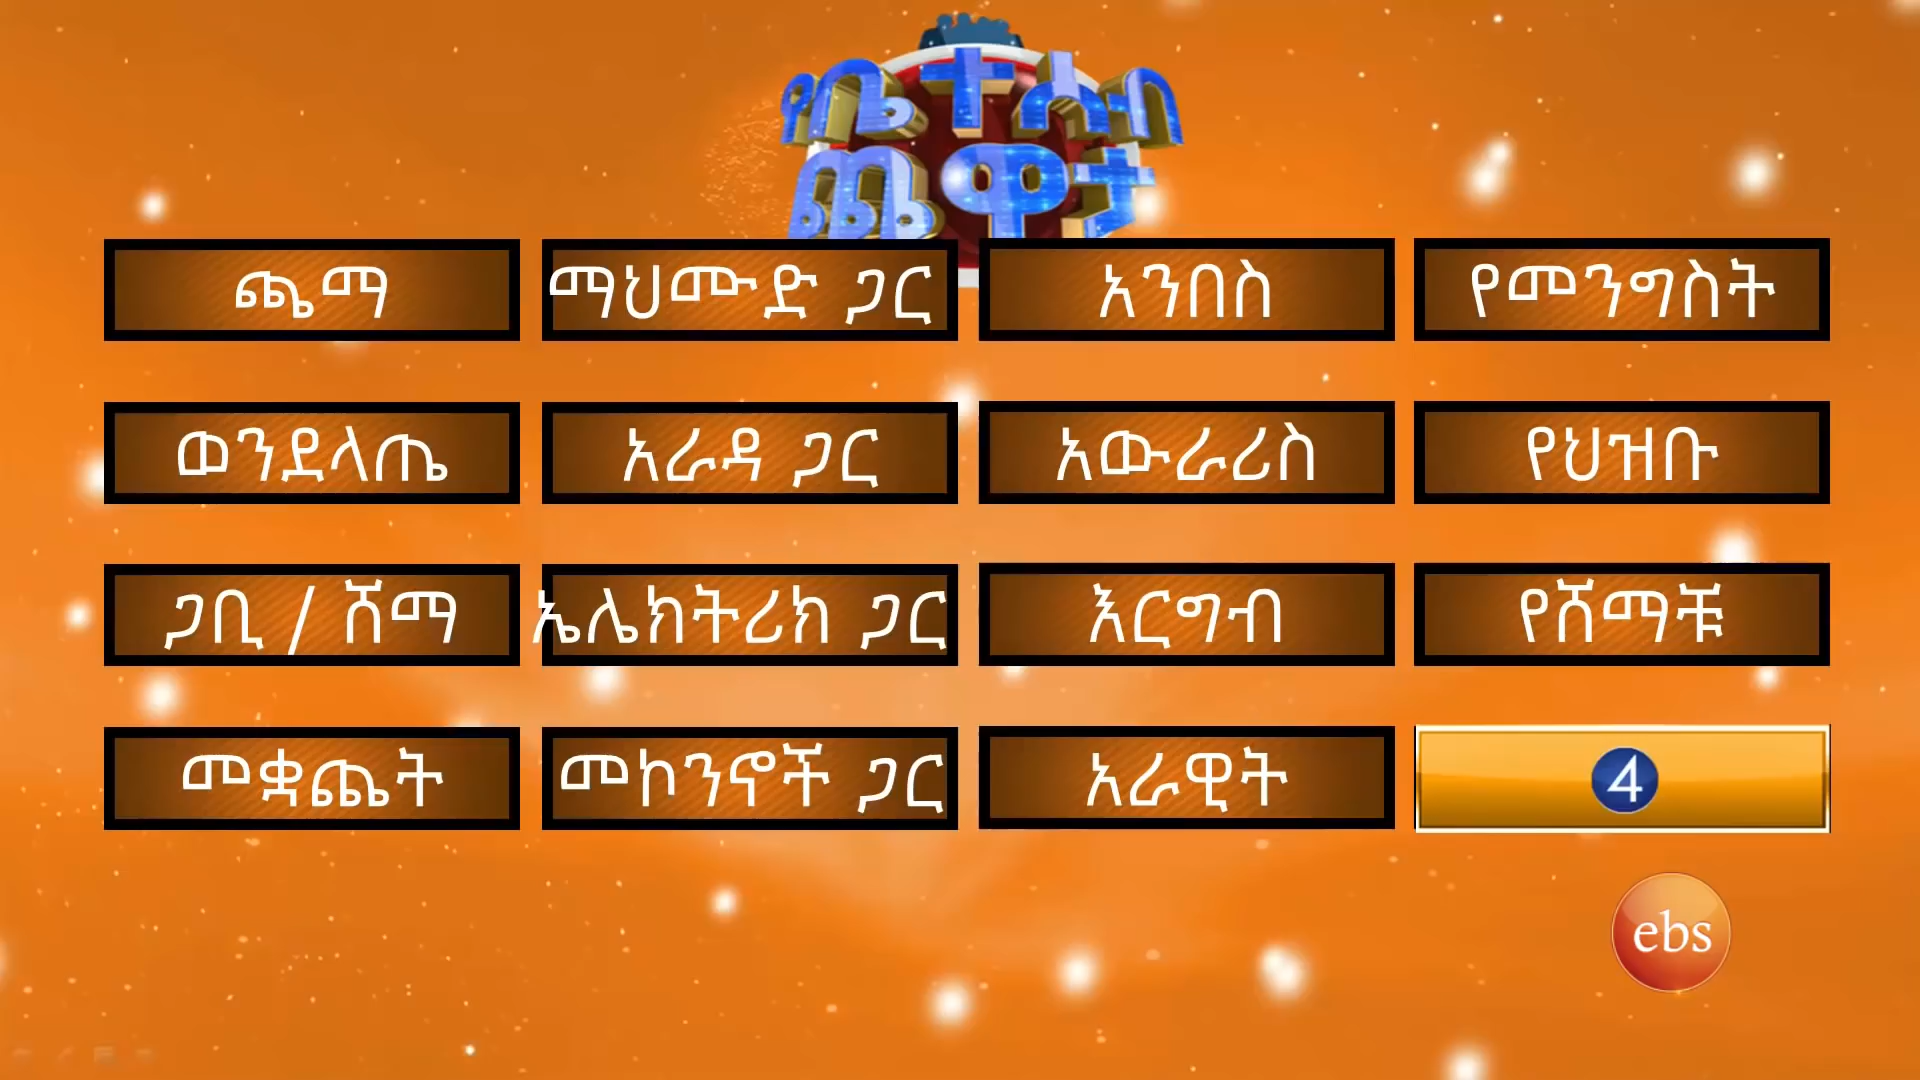 የቤተሰብ
ጨዋታ
ጫማ
ማህሙድ ጋር
አንበስ
የመንግስት
ወንደላጤ
አራዳ ጋር
አውራሪስ
የህዝቡ
ጋቢ / ሸማ
ኤሌክትሪክ ጋር
እርግብ
የሸማቹ
መቋጨት
መኮንኖች ጋር
አራዊት
4
ebs